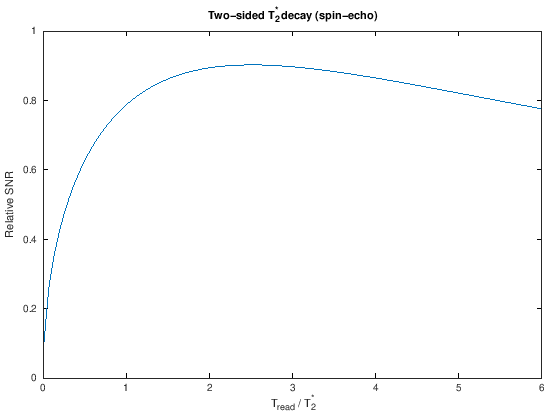 Two-sided T2* decay (spin-echo)
1
0.8
0.6
0.4
0.2
0
Relative SNR
0 1 2 3 4 5 6
Tread / T2*